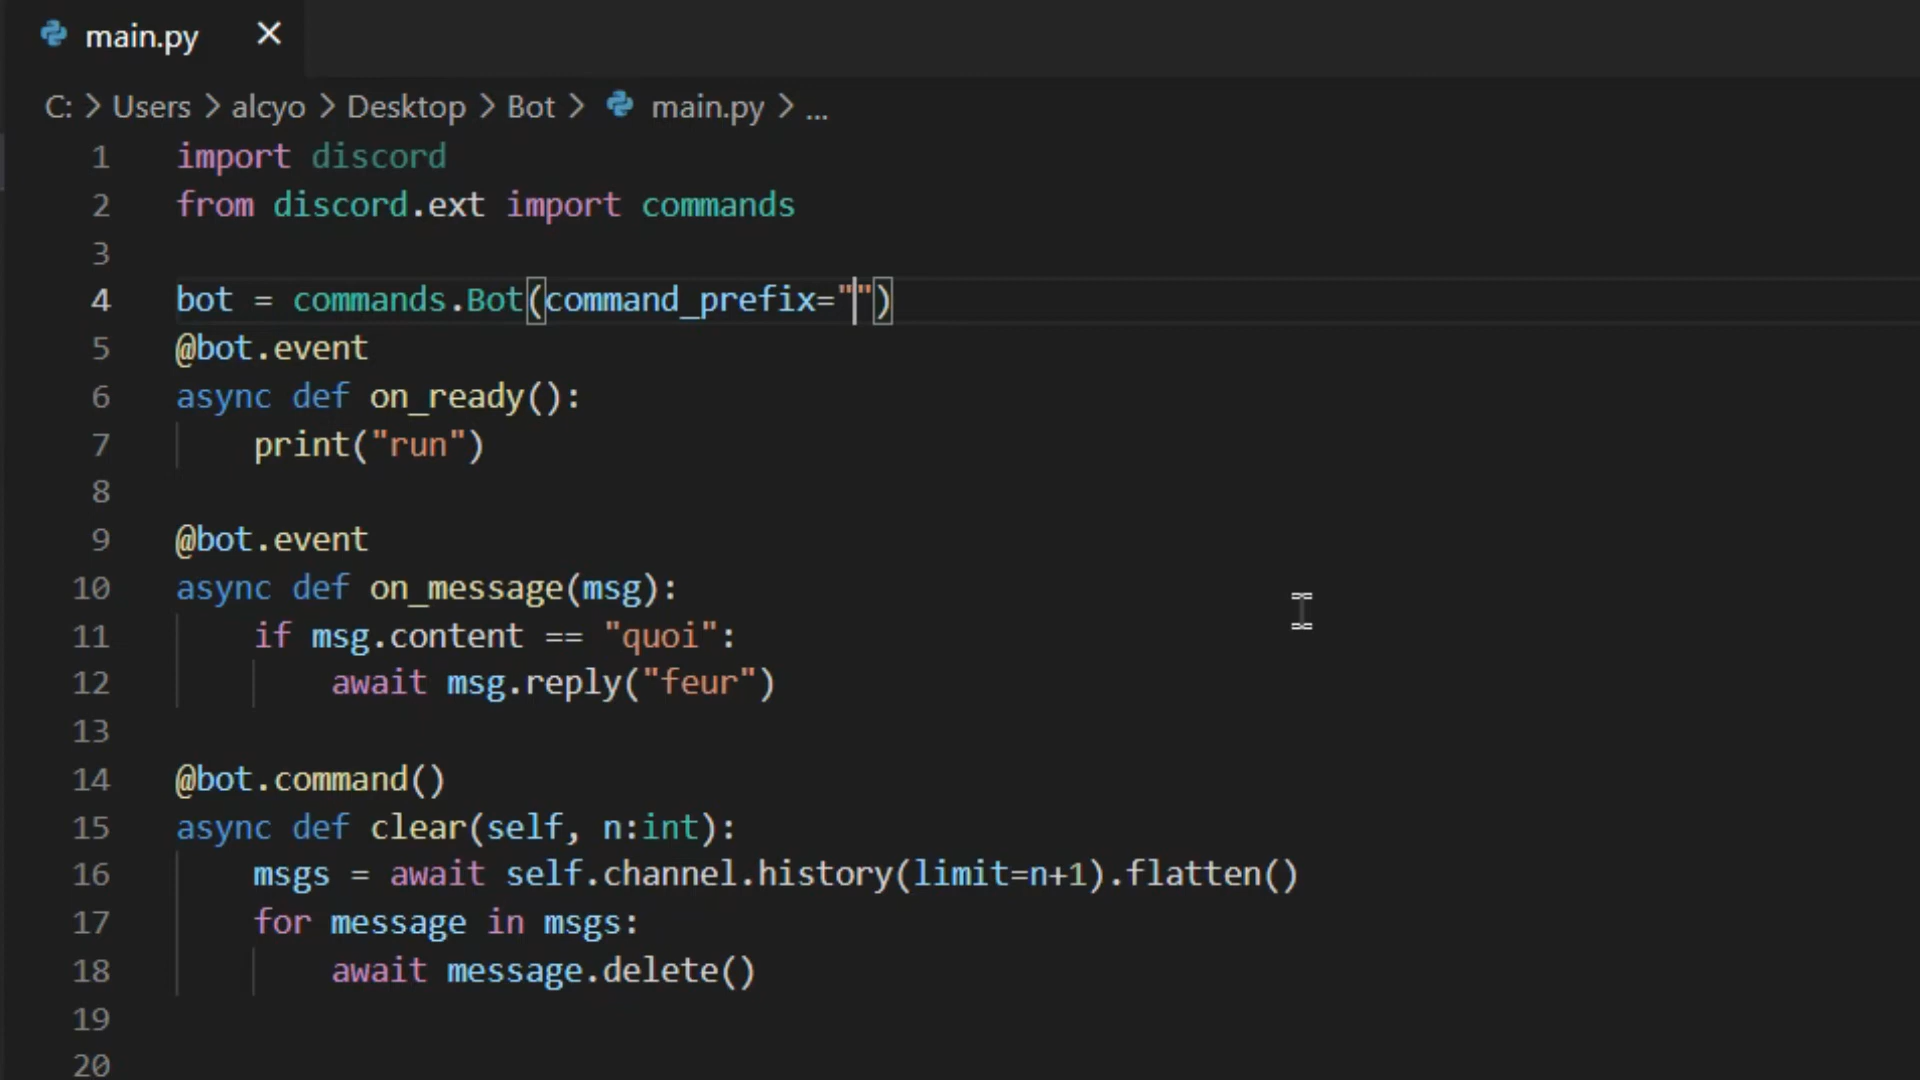 main.py
C: > Users > alcyo > Desktop > Bot > main.py > ...
1 import discord
2 from discord.ext import commands
3
4 bot = commands.Bot(command_prefix="")
5 @bot.event
6 async def on_ready():
7     print("run")
8
9 @bot.event
10 async def on_message(msg):
11     if msg.content == "quoi":
12         await msg.reply("feur")
13
14 @bot.command()
15 async def clear(self, n:int):
16     msgs = await self.channel.history(limit=n+1).flatten()
17     for message in msgs:
18         await message.delete()
19
20